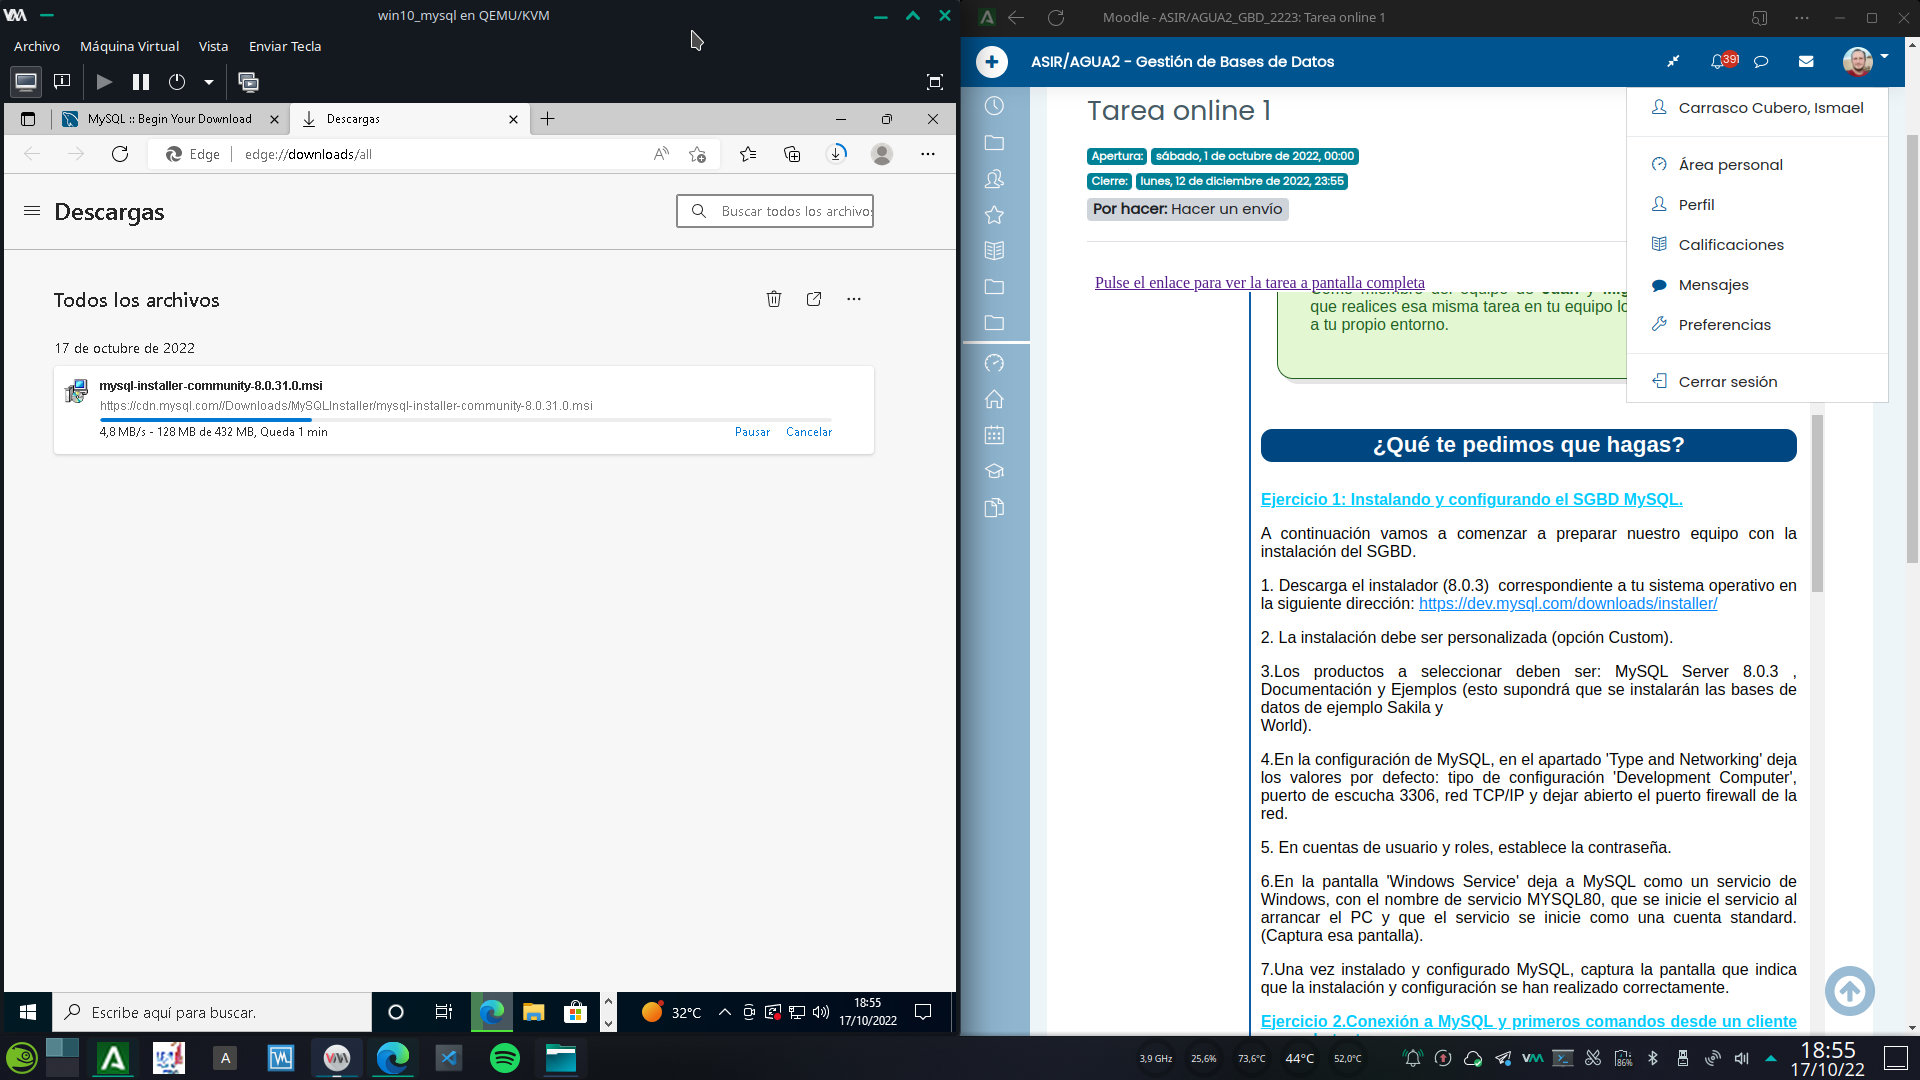 win10_mysql en QEMU/KVM
Archivo Máquina Virtual Vista Enviar Tecla
MySQL :: Begin Your Download
Descargas
Edge edge://downloads/all
Descargas
Buscar todos los archivos
Todos los archivos
17 de octubre de 2022
mysql-installer-community-8.0.31.0.msi
https://cdn.mysql.com//Downloads/MySQLInstaller/mysql-installer-community-8.0.31.0.msi
4,8 MB/s - 128 MB de 432 MB, Queda 1 min
Pausar Cancelar
Escribe aquí para buscar.
32°C
18:55
17/10/2022
Moodle - ASIR/AGUA2_GBD_2223: Tarea online 1
ASIR/AGUA2 - Gestión de Bases de Datos
391
Tarea online 1
Apertura: sábado, 1 de octubre de 2022, 00:00
Cierre: lunes, 12 de diciembre de 2022, 23:55
Por hacer: Hacer un envío
Carrasco Cubero, Ismael
Área personal
Perfil
Calificaciones
Mensajes
Preferencias
Cerrar sesión
Pulse el enlace para ver la tarea a pantalla completa
que realices esa misma tarea en tu equipo lo
a tu propio entorno.
¿Qué te pedimos que hagas?
Ejercicio 1: Instalando y configurando el SGBD MySQL.
A continuación vamos a comenzar a preparar nuestro equipo con la
instalación del SGBD.
1. Descarga el instalador (8.0.3) correspondiente a tu sistema operativo en
la siguiente dirección: https://dev.mysql.com/downloads/installer/
2. La instalación debe ser personalizada (opción Custom).
3.Los productos a seleccionar deben ser: MySQL Server 8.0.3 ,
Documentación y Ejemplos (esto supondrá que se instalarán las bases de
datos de ejemplo Sakila y
World).
4.En la configuración de MySQL, en el apartado 'Type and Networking' deja
los valores por defecto: tipo de configuración 'Development Computer',
puerto de escucha 3306, red TCP/IP y dejar abierto el puerto firewall de la
red.
5. En cuentas de usuario y roles, establece la contraseña.
6.En la pantalla 'Windows Service' deja a MySQL como un servicio de
Windows, con el nombre de servicio MYSQL80, que se inicie el servicio al
arrancar el PC y que el servicio se inicie como una cuenta standard.
(Captura esa pantalla).
7.Una vez instalado y configurado MySQL, captura la pantalla que indica
que la instalación y configuración se han realizado correctamente.
Ejercicio 2.Conexión a MySQL y primeros comandos desde un cliente
3,9 GHz 25,6% 73,6°C 44°C 52,0°C
86%
18:55
17/10/22